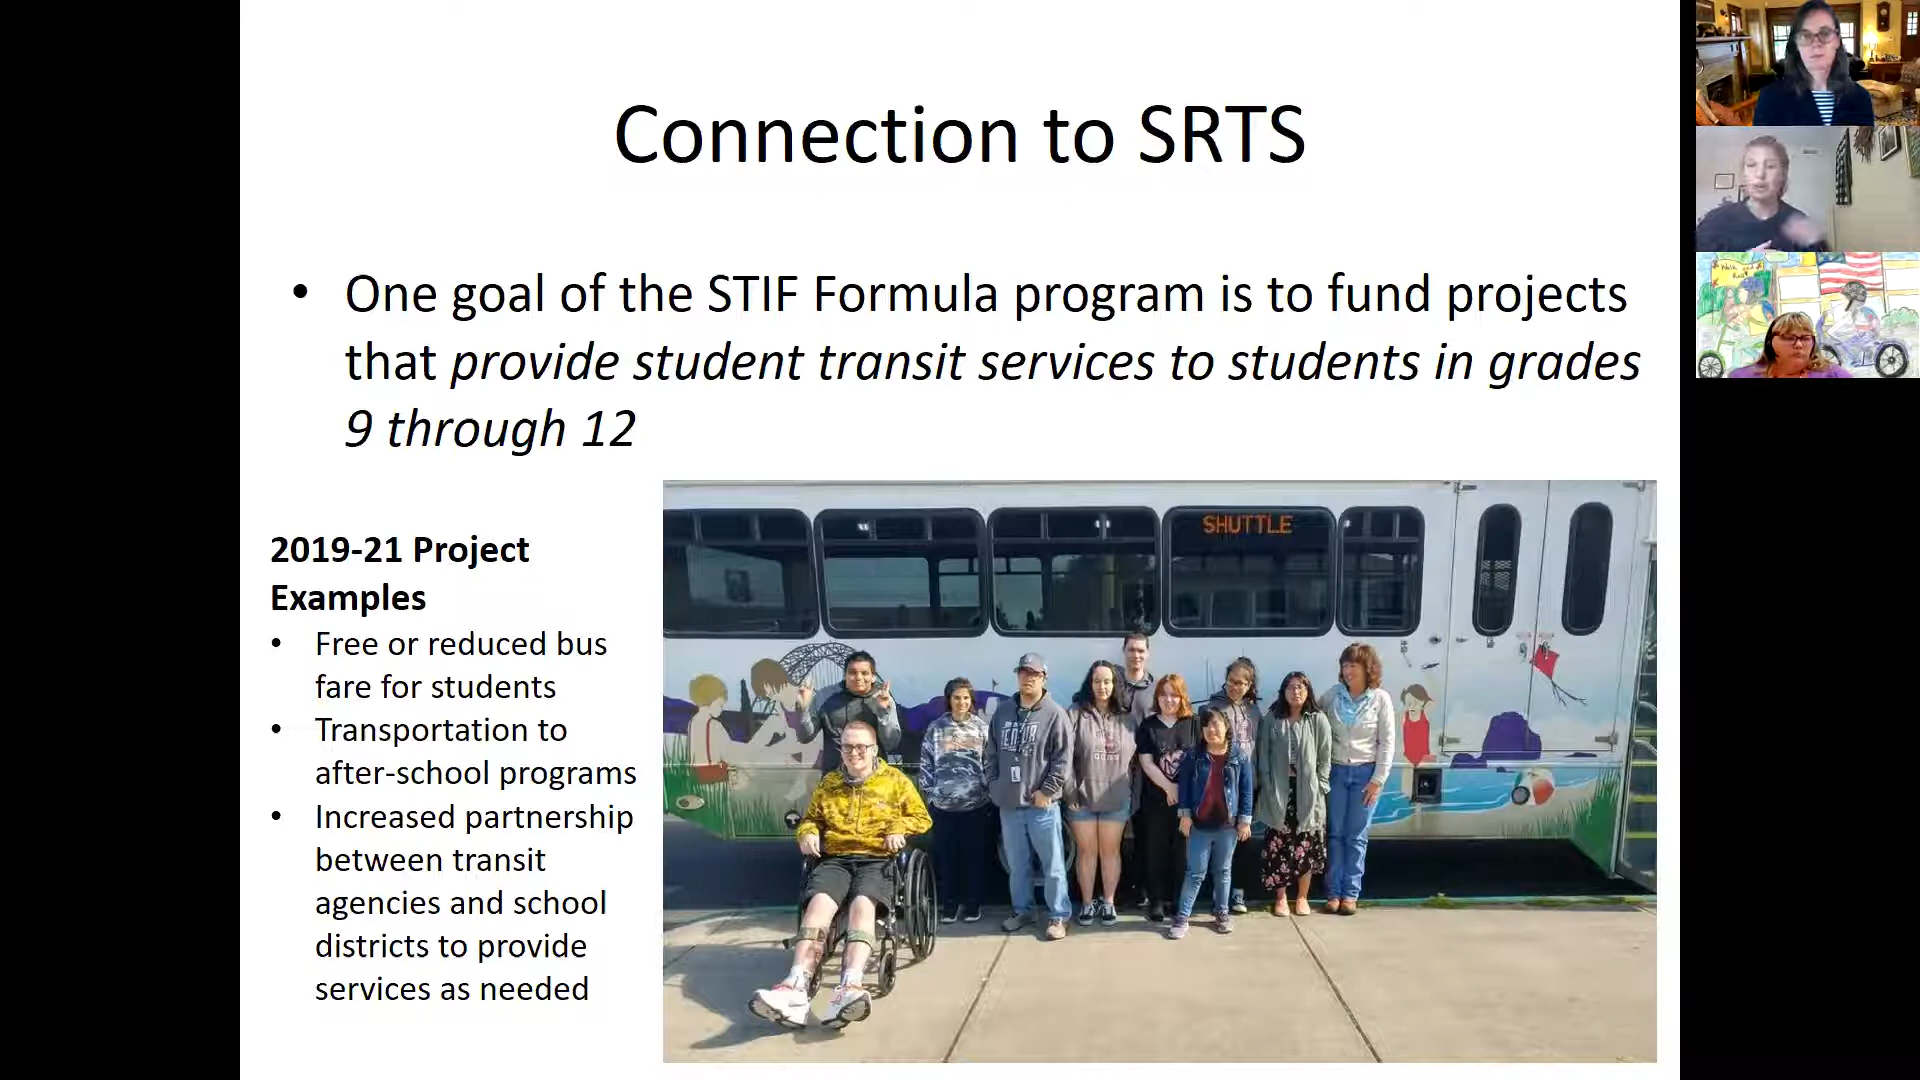 Connection to SRTS
• One goal of the STIF Formula program is to fund projects
that provide student transit services to students in grades
9 through 12
2019-21 Project
Examples
• Free or reduced bus
fare for students
• Transportation to
after-school programs
• Increased partnership
between transit
agencies and school
districts to provide
services as needed
SHUTTLE